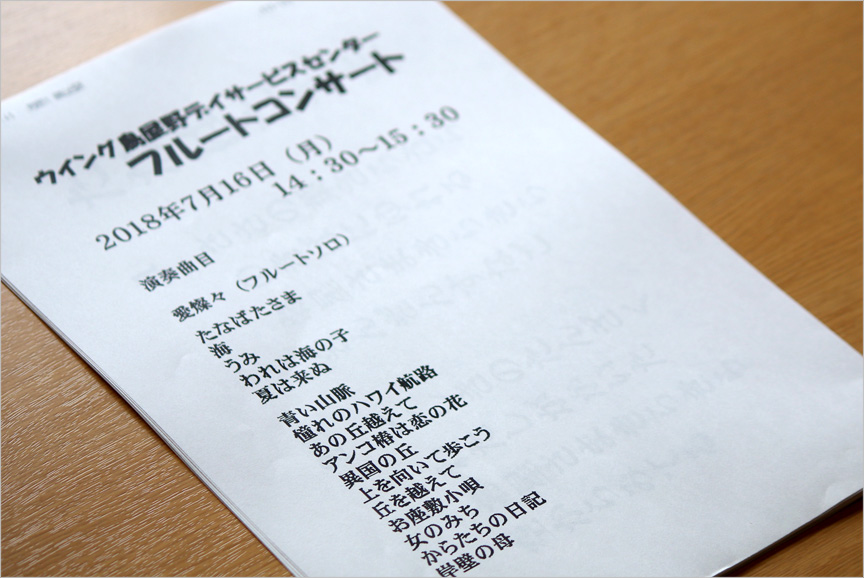 ウイング鳥屋野デイサービスセンター
フルートコンサート
2018年7月16日（月）
14：30～15：30
演奏曲目
愛燦々（フルートソロ）
たなばたさま
海
うみ
われは海の子
夏は来ぬ
青い山脈
憧れのハワイ航路
あの丘越えて
アンコ椿は恋の花
異国の丘
上を向いて歩こう
丘を越えて
お座敷小唄
女のみち
からたちの日記
岸壁の母